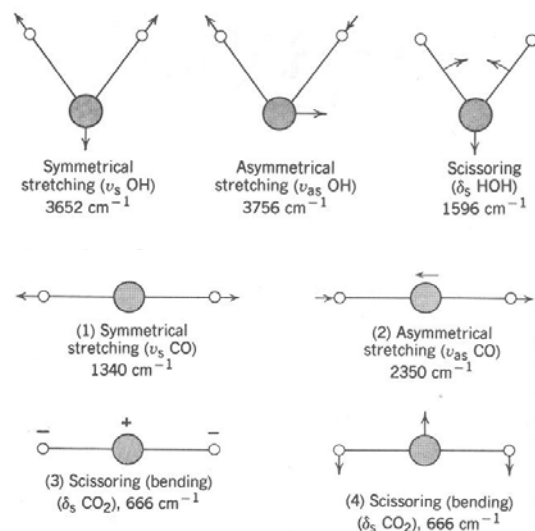 Symmetrical
stretching (υs OH)
3652 cm⁻¹
Asymmetrical
stretching (υas OH)
3756 cm⁻¹
Scissoring
(δs HOH)
1596 cm⁻¹
(1) Symmetrical
stretching (υs CO)
1340 cm⁻¹
(2) Asymmetrical
stretching (υas CO)
2350 cm⁻¹
− + −
(3) Scissoring (bending)
(δs CO₂), 666 cm⁻¹
(4) Scissoring (bending)
(δs CO₂), 666 cm⁻¹